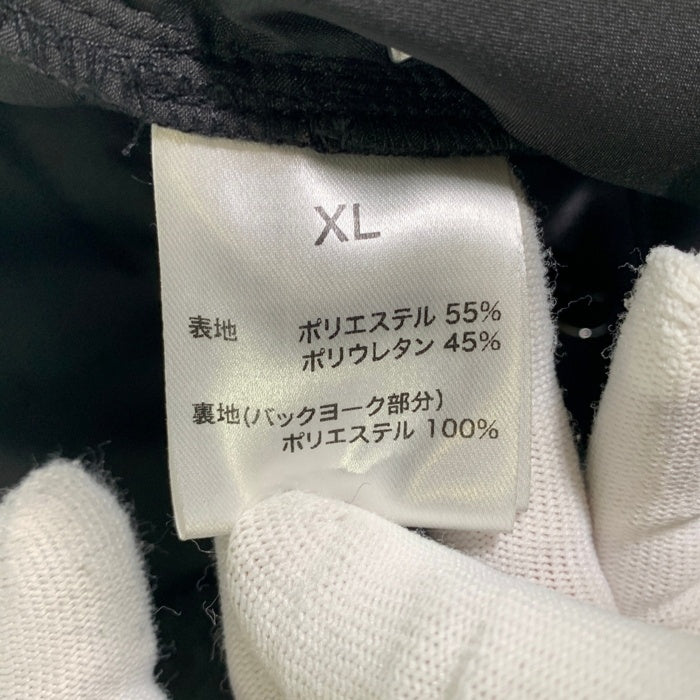 XL
表地 ポリエステル 55%
ポリウレタン 45%
裏地(バックヨーク部分)
ポリエステル 100%